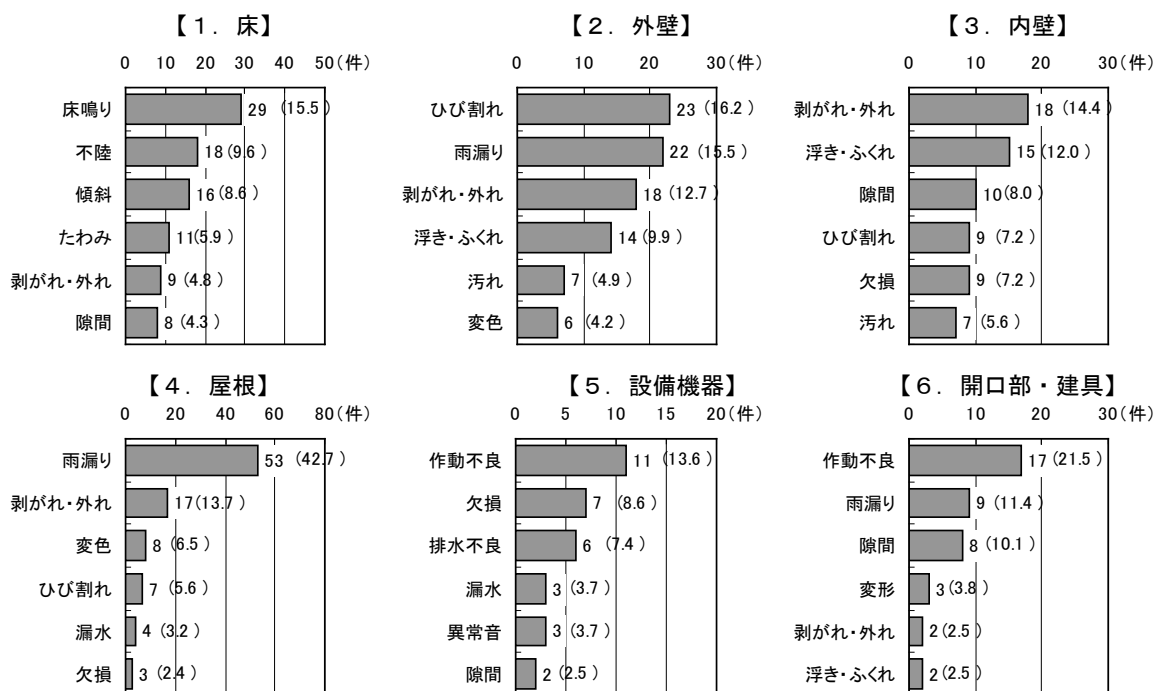 【１．床】
0 10 20 30 40 50(件)
床鳴り 29 (15.5 )
不陸 18 (9.6 )
傾斜 16 (8.6 )
たわみ 11 (5.9 )
剥がれ・外れ 9 (4.8 )
隙間 8 (4.3 )
【２．外壁】
0 10 20 30(件)
ひび割れ 23 (16.2 )
雨漏り 22 (15.5 )
剥がれ・外れ 18 (12.7 )
浮き・ふくれ 14 (9.9 )
汚れ 7 (4.9 )
変色 6 (4.2 )
【３．内壁】
0 10 20 30(件)
剥がれ・外れ 18 (14.4 )
浮き・ふくれ 15 (12.0 )
隙間 10 (8.0 )
ひび割れ 9 (7.2 )
欠損 9 (7.2 )
汚れ 7 (5.6 )
【４．屋根】
0 20 40 60 80(件)
雨漏り 53 (42.7 )
剥がれ・外れ 17 (13.7 )
変色 8 (6.5 )
ひび割れ 7 (5.6 )
漏水 4 (3.2 )
欠損 3 (2.4 )
【５．設備機器】
0 5 10 15 20(件)
作動不良 11 (13.6 )
欠損 7 (8.6 )
排水不良 6 (7.4 )
漏水 3 (3.7 )
異常音 3 (3.7 )
隙間 2 (2.5 )
【６．開口部・建具】
0 10 20 30(件)
作動不良 17 (21.5 )
雨漏り 9 (11.4 )
隙間 8 (10.1 )
変形 3 (3.8 )
剥がれ・外れ 2 (2.5 )
浮き・ふくれ 2 (2.5 )